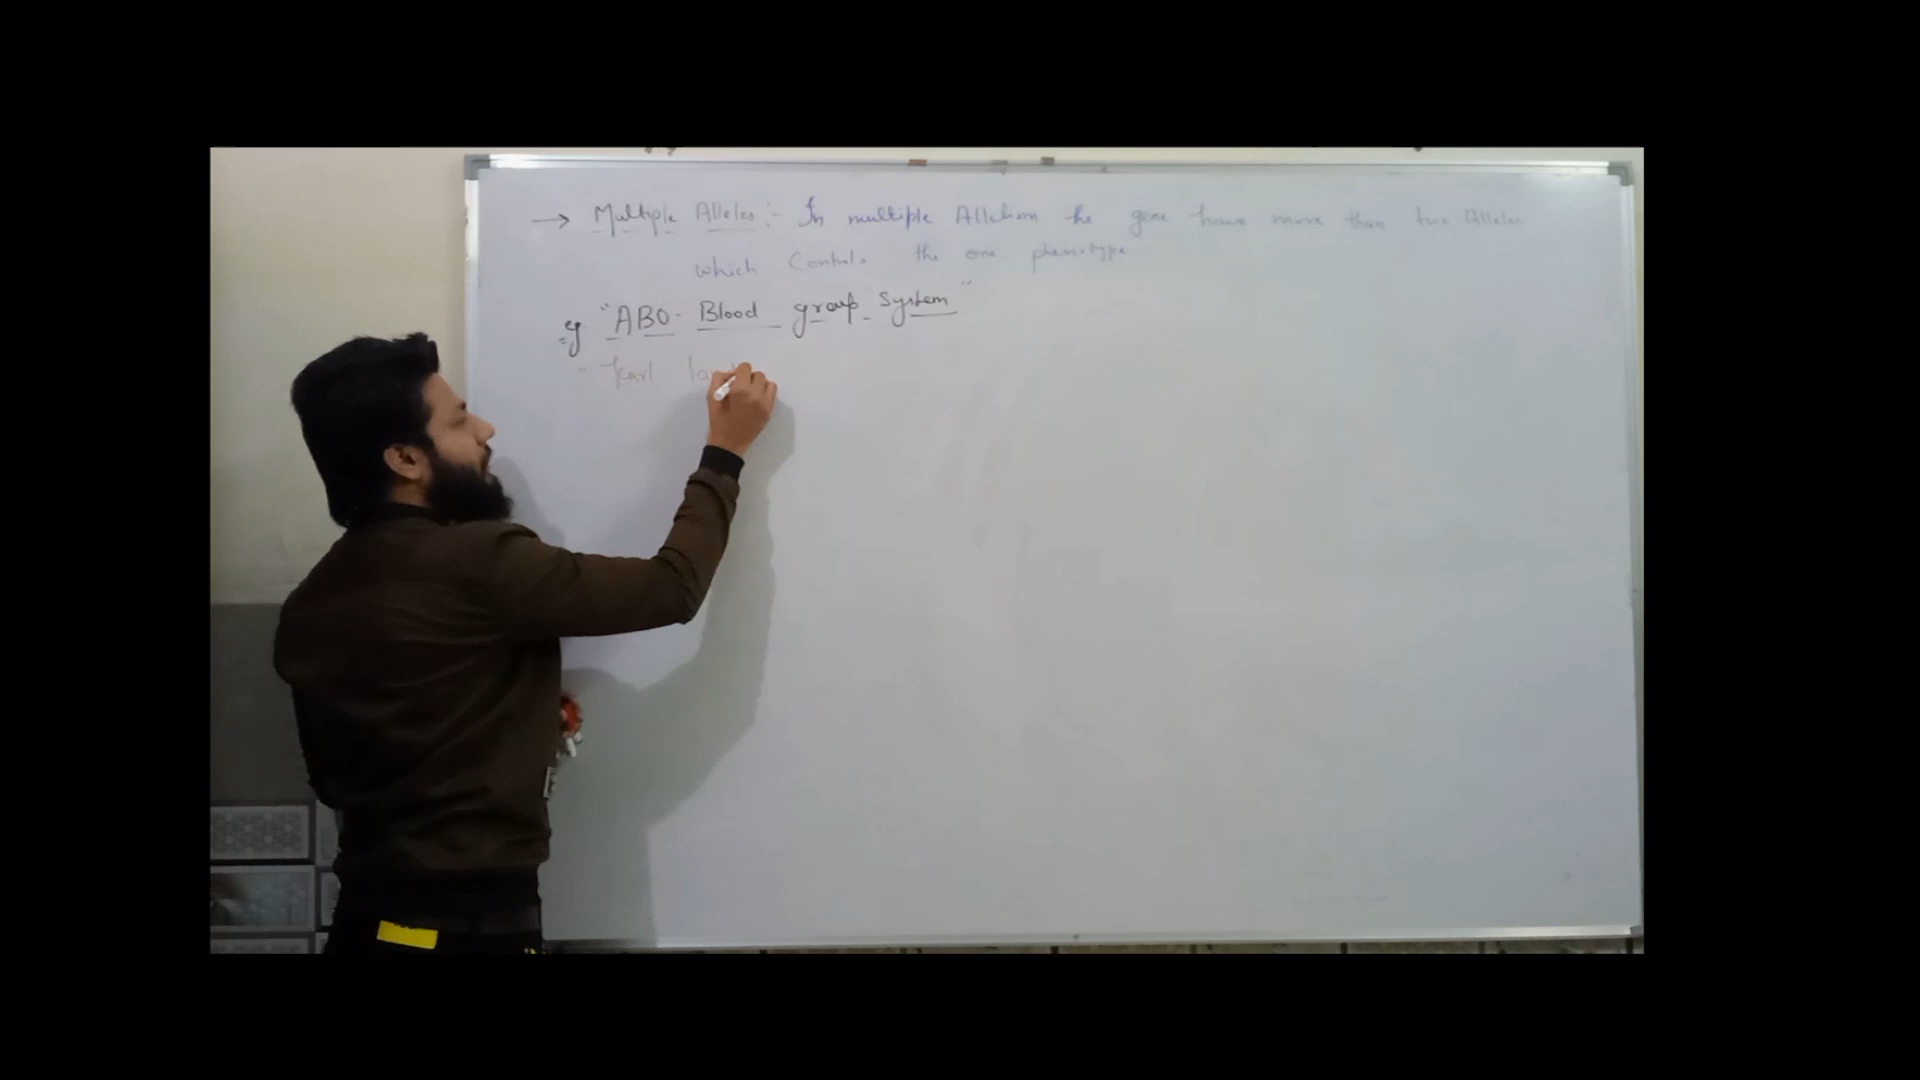 → Multiple Alleles :- In multiple Allelism the gene have more than two Alleles
which Controls the one phenotype
eg "ABO - Blood group System"
" Karl